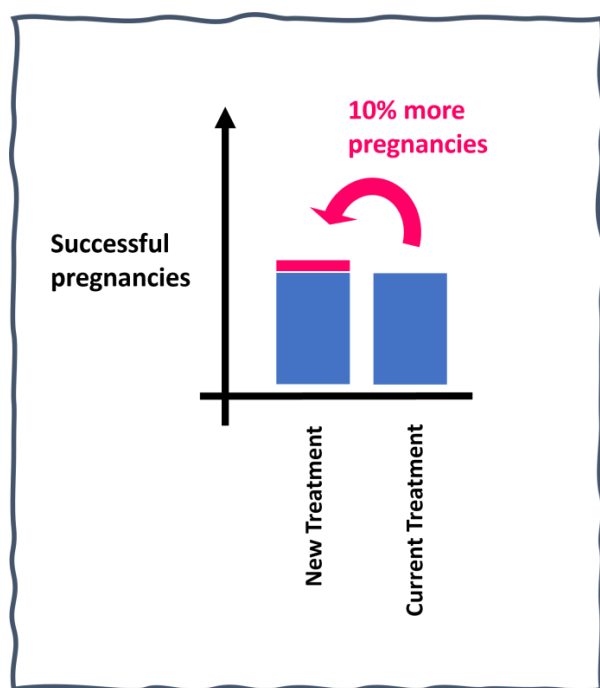 10% more
pregnancies
Successful
pregnancies
New Treatment
Current Treatment